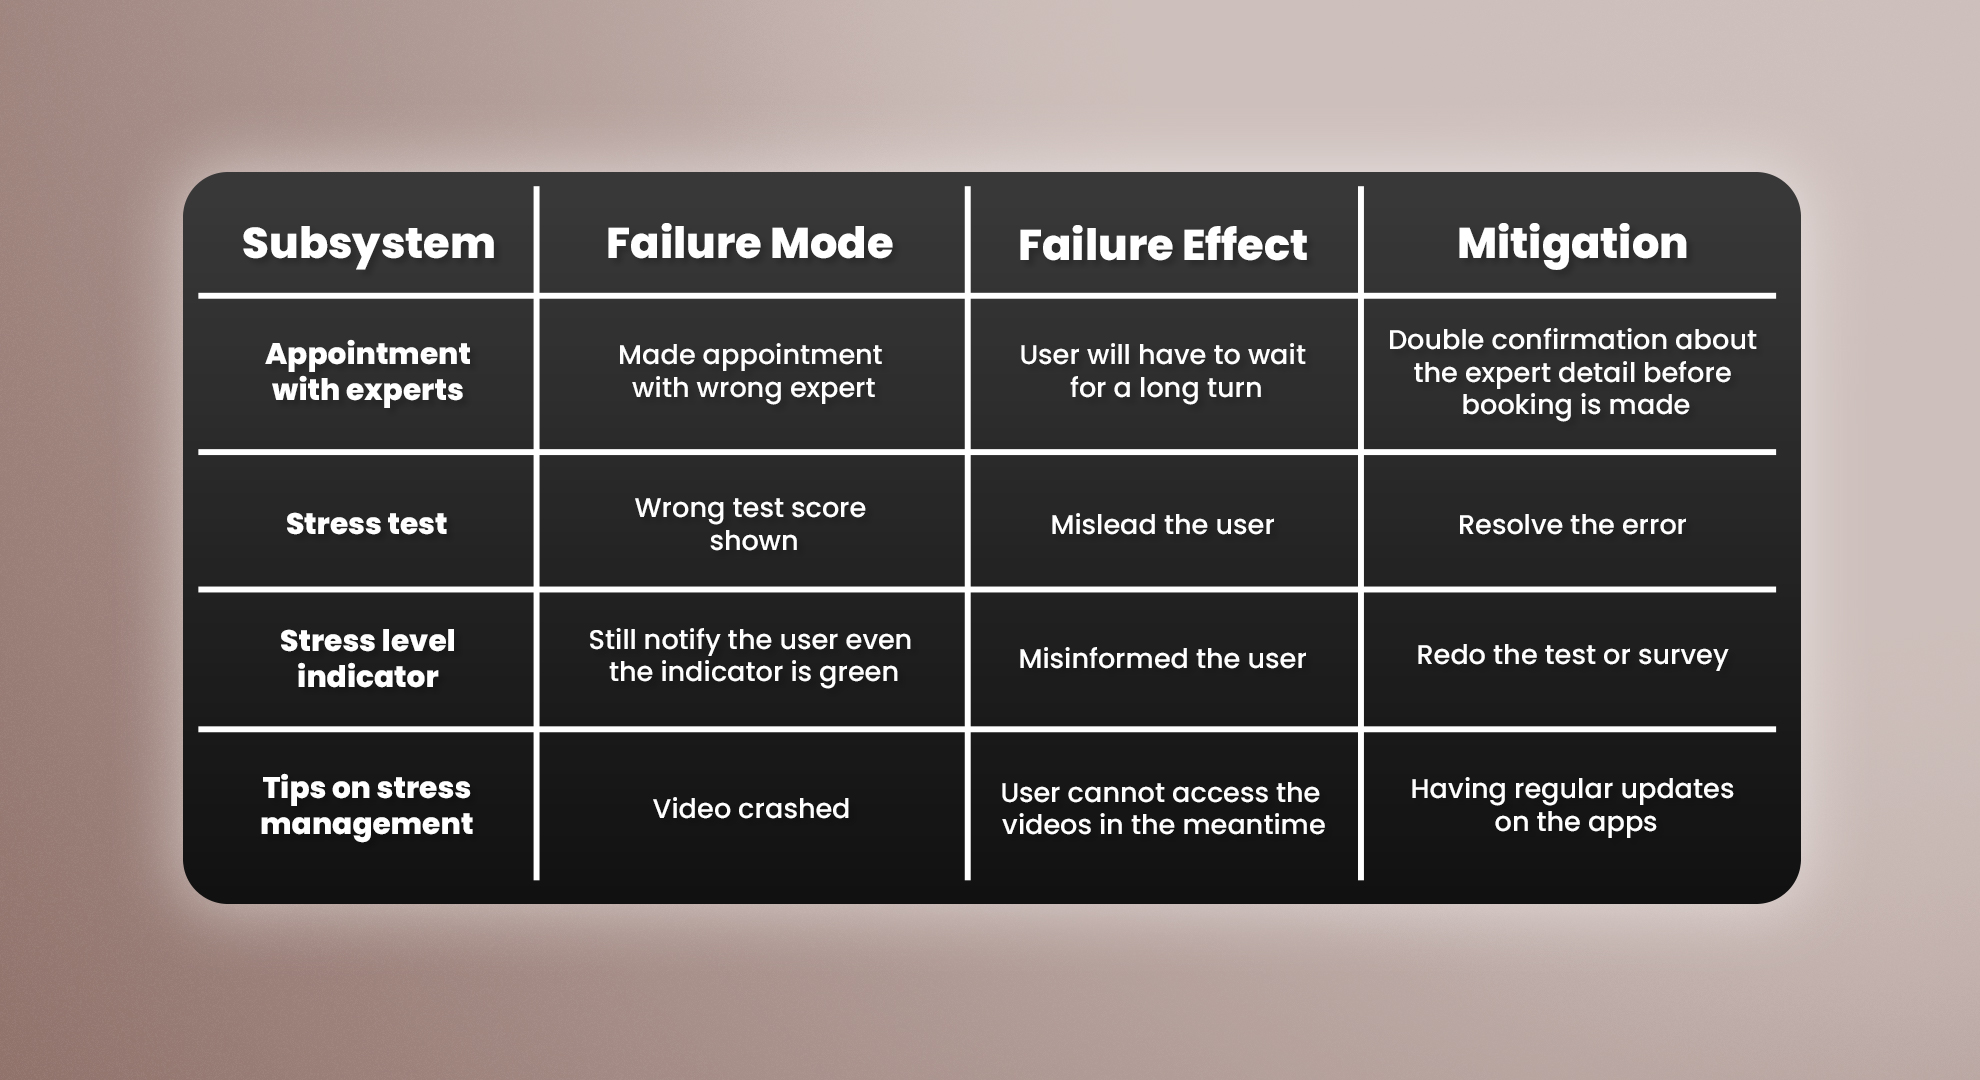 Subsystem
Failure Mode
Failure Effect
Mitigation
Appointment
with experts
Made appointment
with wrong expert
User will have to wait
for a long turn
Double confirmation about
the expert detail before
booking is made
Stress test
Wrong test score
shown
Mislead the user
Resolve the error
Stress level
indicator
Still notify the user even
the indicator is green
Misinformed the user
Redo the test or survey
Tips on stress
management
Video crashed
User cannot access the
videos in the meantime
Having regular updates
on the apps